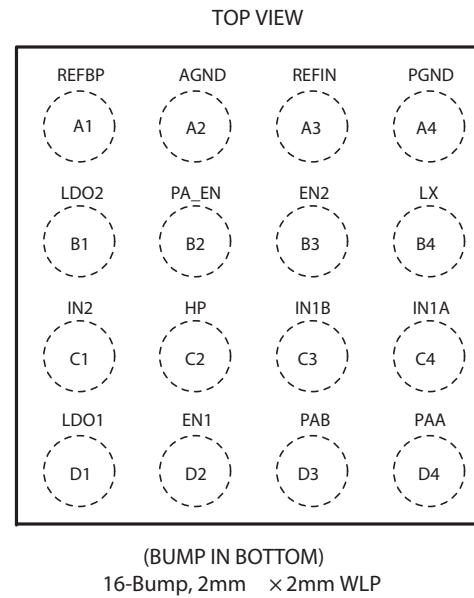 TOP VIEW
REFBP AGND REFIN PGND
A1 A2 A3 A4
LDO2 PA_EN EN2 LX
B1 B2 B3 B4
IN2 HP IN1B IN1A
C1 C2 C3 C4
LDO1 EN1 PAB PAA
D1 D2 D3 D4
(BUMP IN BOTTOM)
16-Bump, 2mm × 2mm WLP